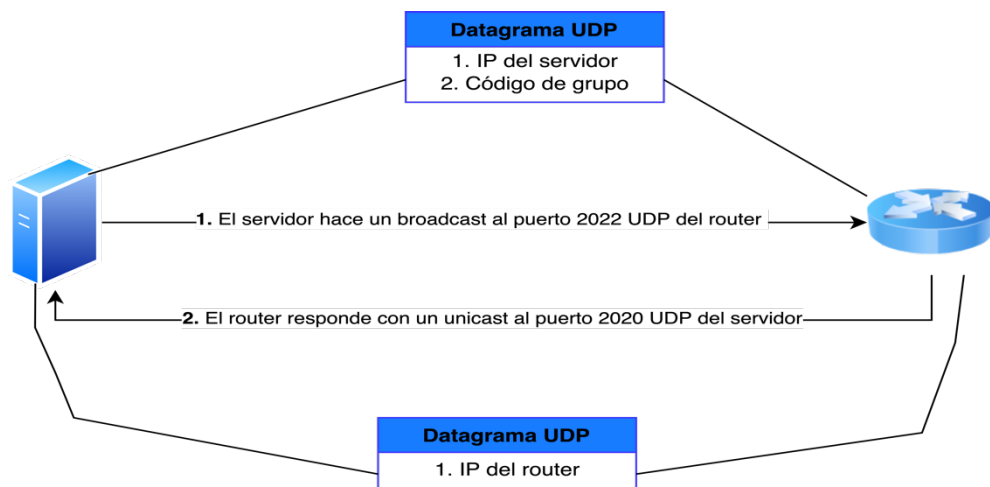 Datagrama UDP
1. IP del servidor
2. Código de grupo
1. El servidor hace un broadcast al puerto 2022 UDP del router
2. El router responde con un unicast al puerto 2020 UDP del servidor
Datagrama UDP
1. IP del router